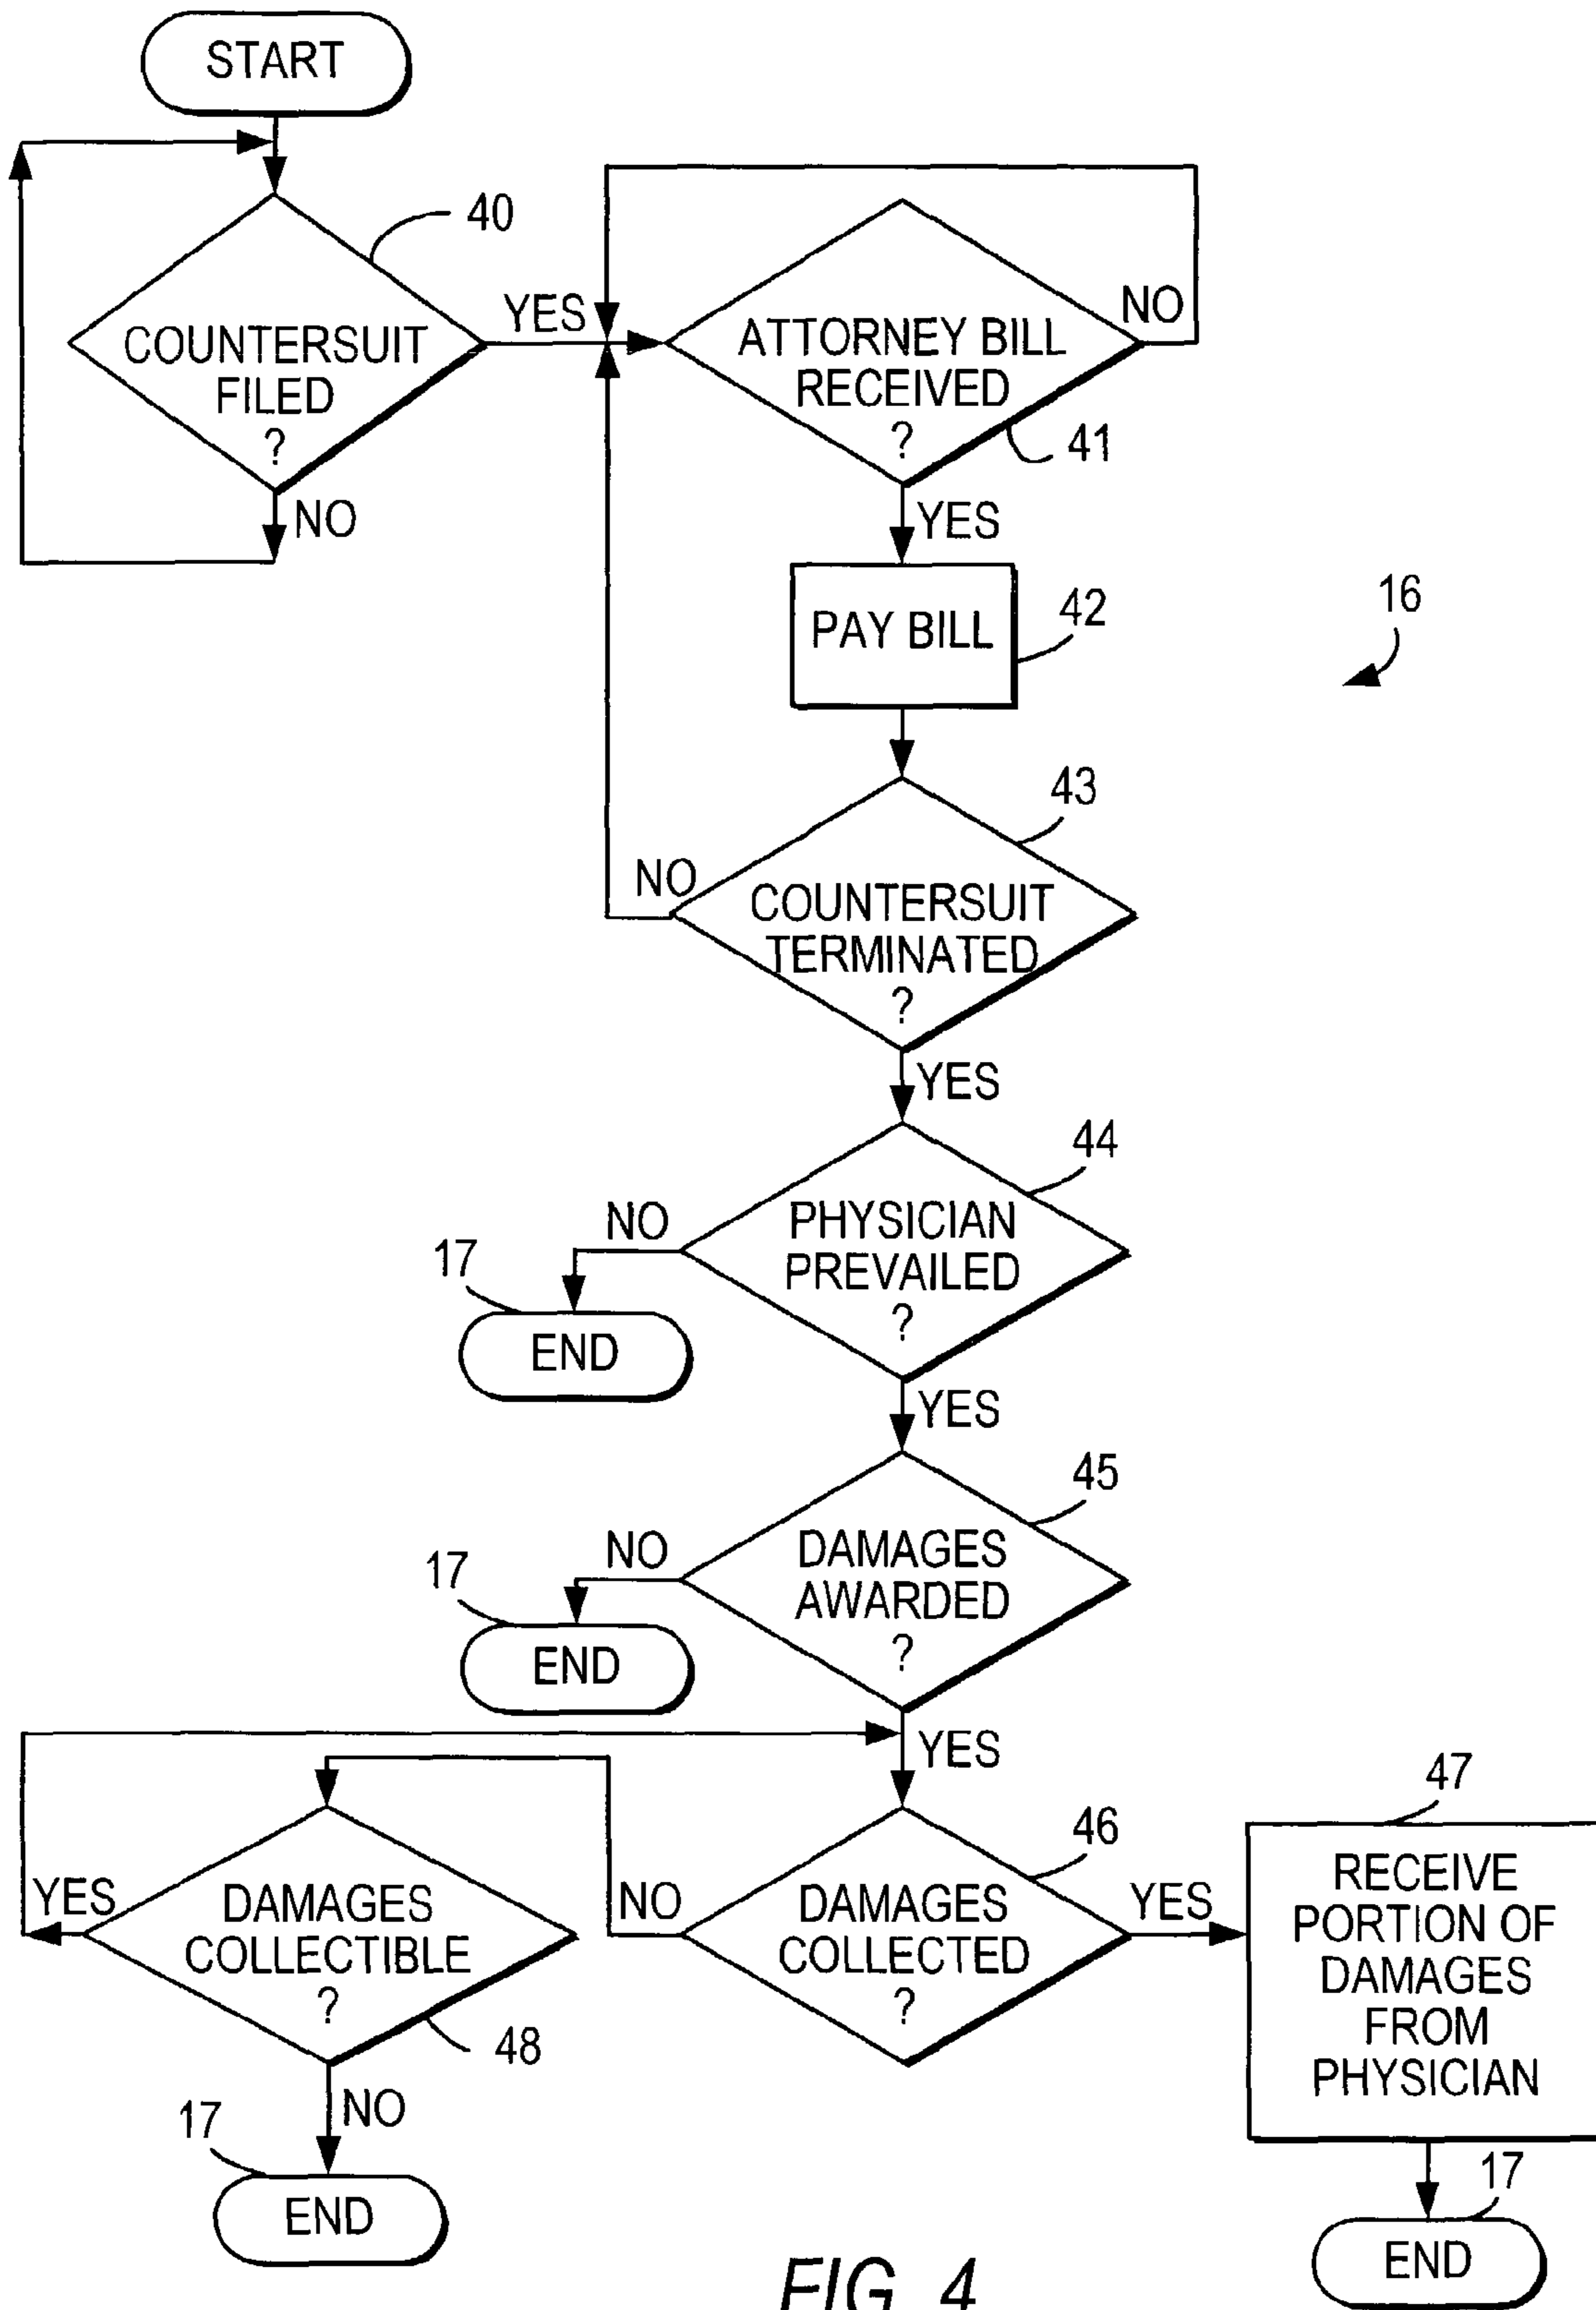 START
40
COUNTERSUIT
FILED
?
YES
NO
ATTORNEY BILL
RECEIVED
?
NO
41
YES
PAY BILL
42
16
43
COUNTERSUIT
TERMINATED
?
NO
YES
44
PHYSICIAN
PREVAILED
?
NO
17
END
YES
45
DAMAGES
AWARDED
?
NO
17
END
YES
46
DAMAGES
COLLECTED
?
NO
YES
47
RECEIVE
PORTION OF
DAMAGES
FROM
PHYSICIAN
17
END
DAMAGES
COLLECTIBLE
?
YES
48
NO
17
END
FIG. 4